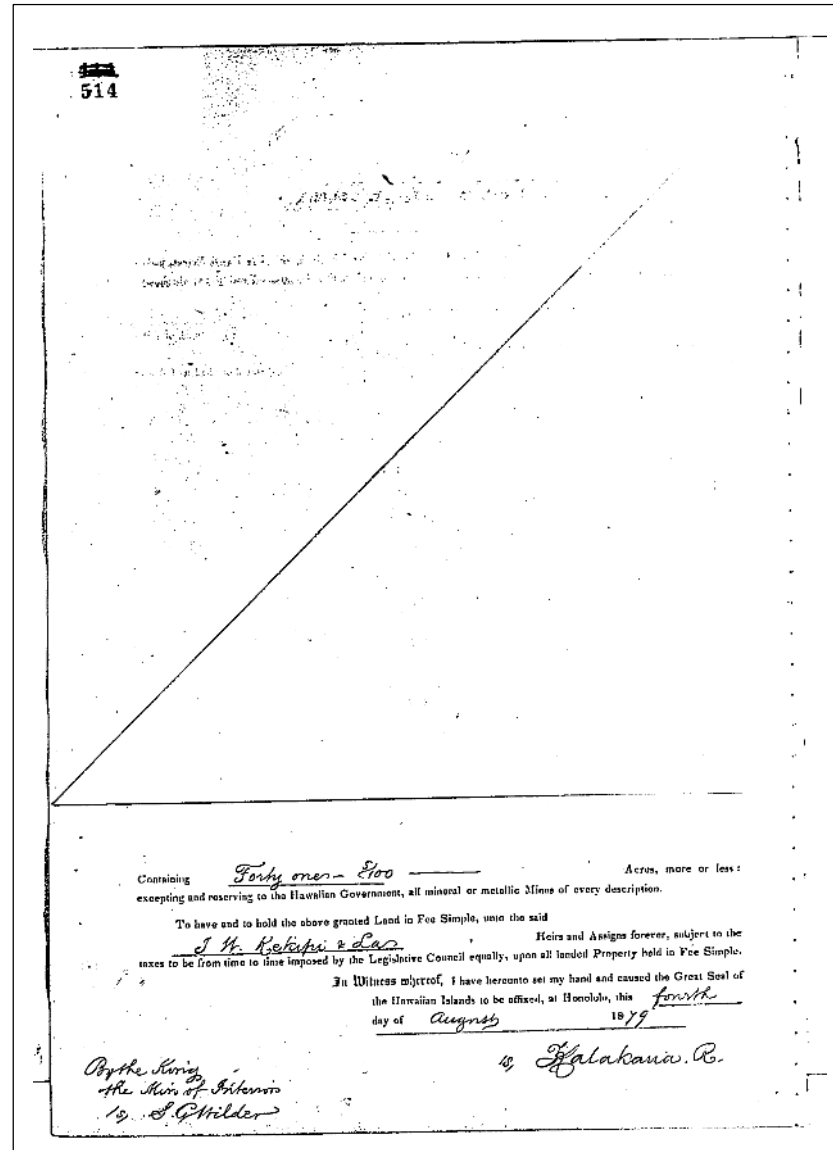 514
Containing Forty one - 5/100 Acres, more or less:
excepting and reserving to the Hawaiian Government, all mineral or metallic Mines of every description.
To have and to hold the above granted Land in Fee Simple, unto the said
J W. Kekipi & Heirs and Assigns forever, subject to the
taxes to be from time to time imposed by the Legislative Council equally, upon all landed Property held in Fee Simple.
In Witness whereof, I have hereunto set my hand and caused the Great Seal of
the Hawaiian Islands to be affixed, at Honolulu, this fourth
day of August 1879
/s/ Kalakaua. R.
By the King
the Min of Interior
/s/ S. G Wilder